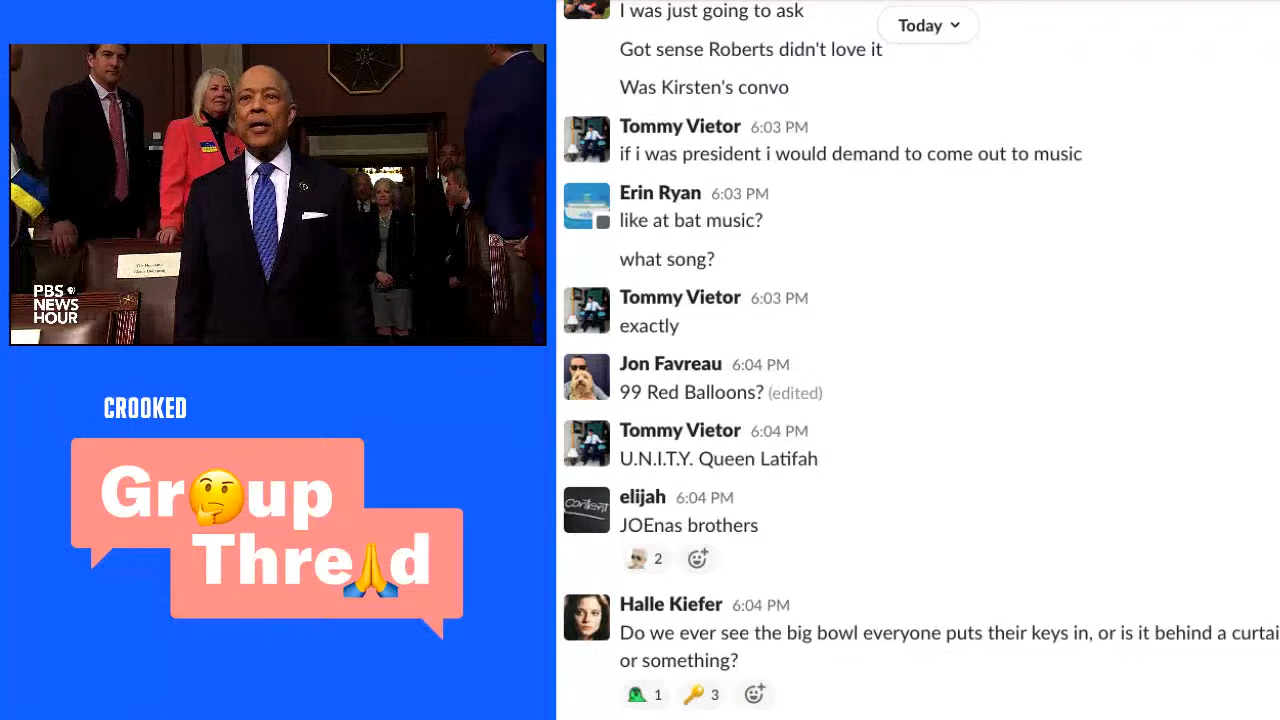 PBS
NEWS
HOUR
CROOKED
Gr🤔up
Thre🙏d
I was just going to ask
Today
Got sense Roberts didn't love it
Was Kirsten's convo
Tommy Vietor 6:03 PM
if i was president i would demand to come out to music
Erin Ryan 6:03 PM
like at bat music?
what song?
Tommy Vietor 6:03 PM
exactly
Jon Favreau 6:04 PM
99 Red Balloons? (edited)
Tommy Vietor 6:04 PM
U.N.I.T.Y. Queen Latifah
content
elijah 6:04 PM
JOEnas brothers
2
Halle Kiefer 6:04 PM
Do we ever see the big bowl everyone puts their keys in, or is it behind a curtai
or something?
1 3